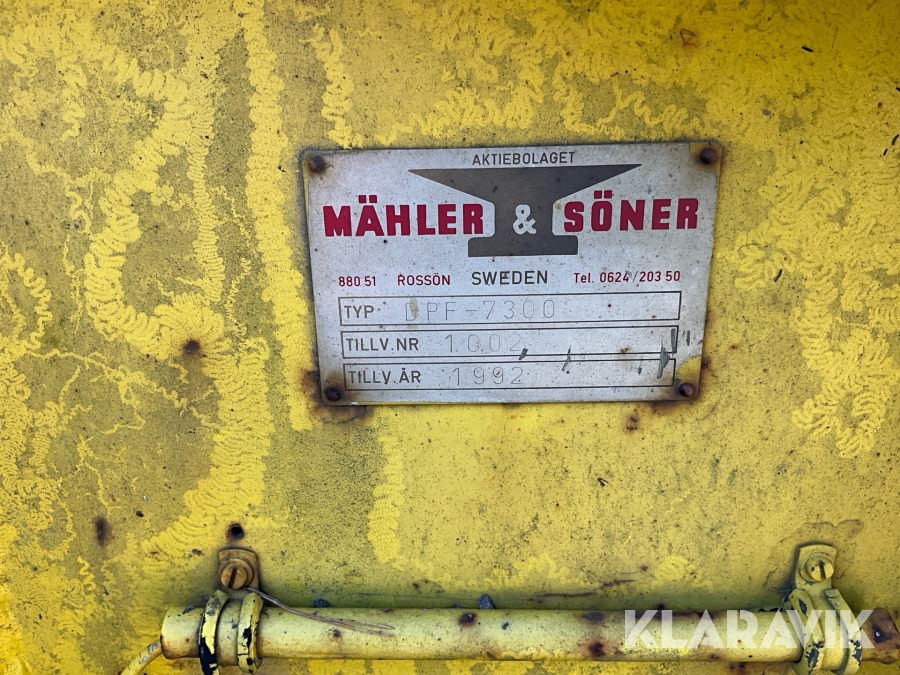 AKTIEBOLAGET
MÄHLER & SÖNER
880 51 ROSSÖN SWEDEN Tel. 0624/203 50
TYP DPF-7300
TILLV.NR 1002
TILLV.ÅR 1992
KLARAVIK